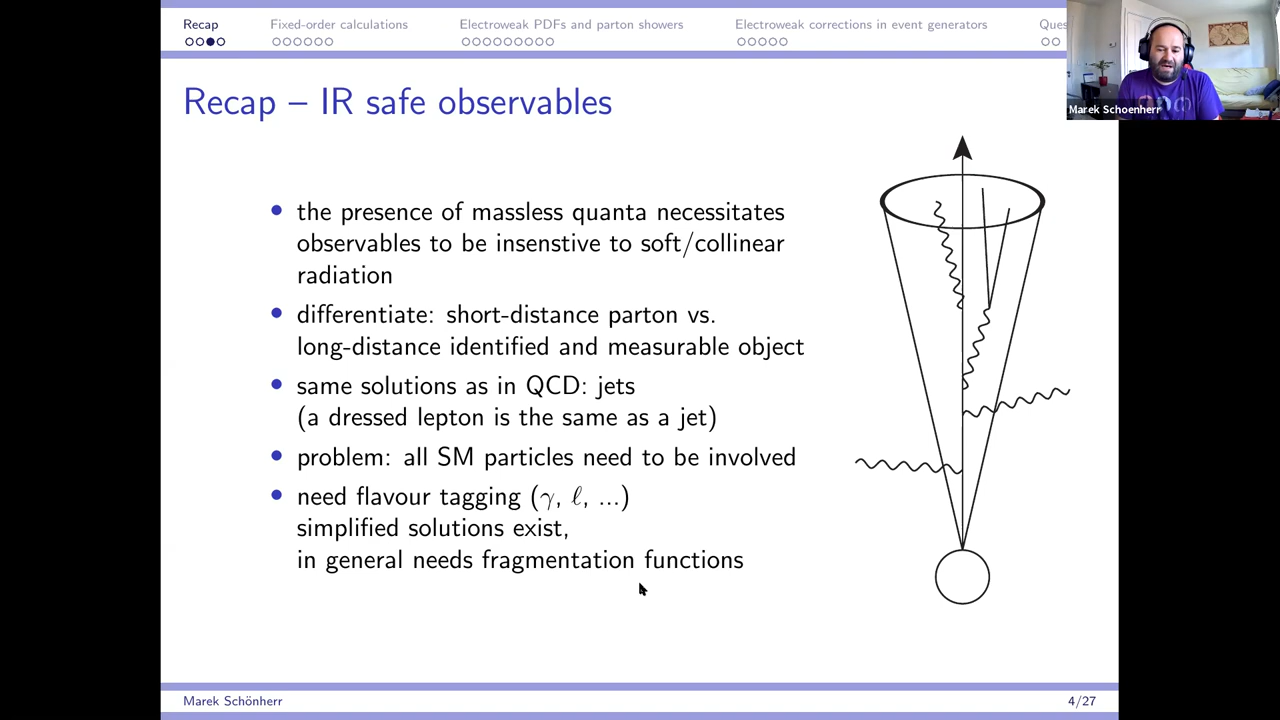 Recap Fixed-order calculations Electroweak PDFs and parton showers Electroweak corrections in event generators Ques
Marek Schoenherr
Recap – IR safe observables
• the presence of massless quanta necessitates
observables to be insenstive to soft/collinear
radiation
• differentiate: short-distance parton vs.
long-distance identified and measurable object
• same solutions as in QCD: jets
(a dressed lepton is the same as a jet)
• problem: all SM particles need to be involved
• need flavour tagging (γ, ℓ, ...)
simplified solutions exist,
in general needs fragmentation functions
Marek Schönherr 4/27